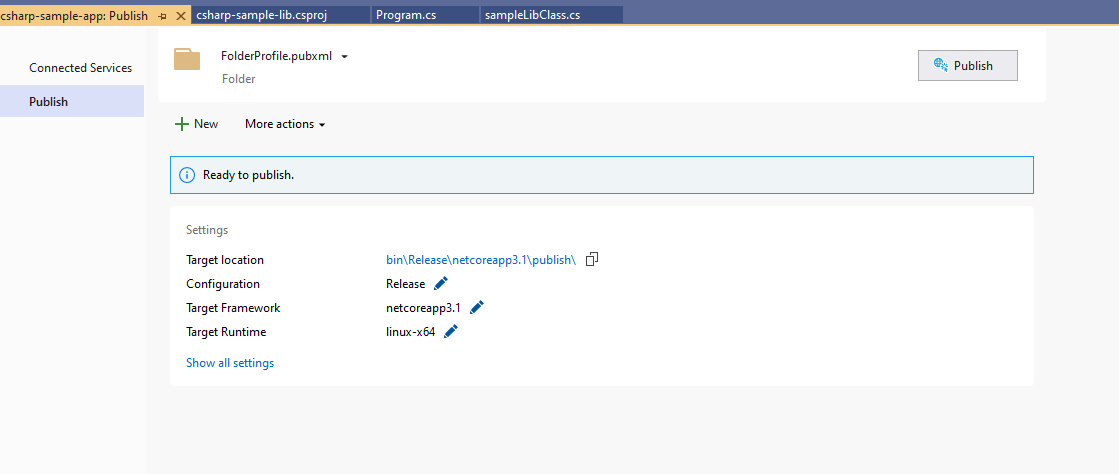 csharp-sample-app: Publish csharp-sample-lib.csproj Program.cs sampleLibClass.cs
FolderProfile.pubxml
Folder
Publish
Connected Services
Publish
New More actions
Ready to publish.
Settings
Target location bin\Release\netcoreapp3.1\publish\
Configuration Release
Target Framework netcoreapp3.1
Target Runtime linux-x64
Show all settings